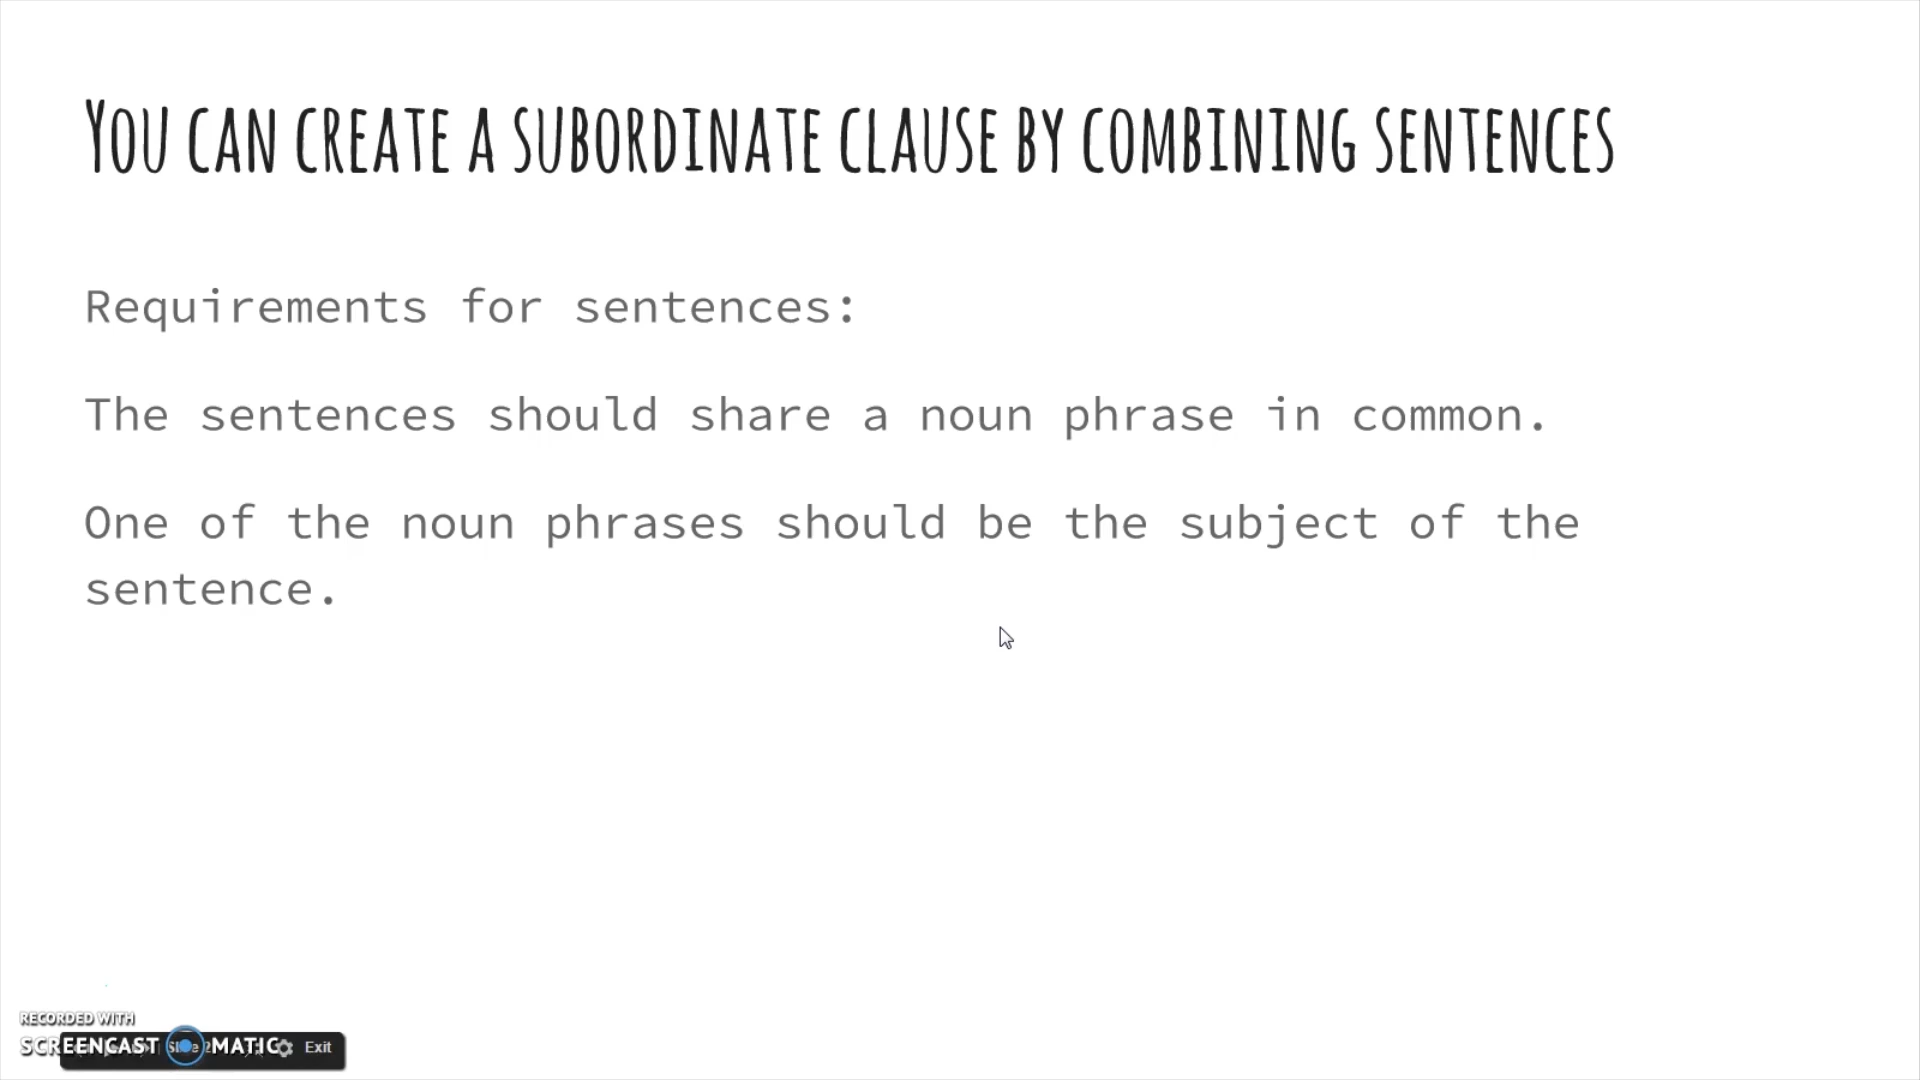 You can create a subordinate clause by combining sentences
Requirements for sentences:
The sentences should share a noun phrase in common.
One of the noun phrases should be the subject of the
sentence.
RECORDED WITH
SCREENCAST MATIC
Exit